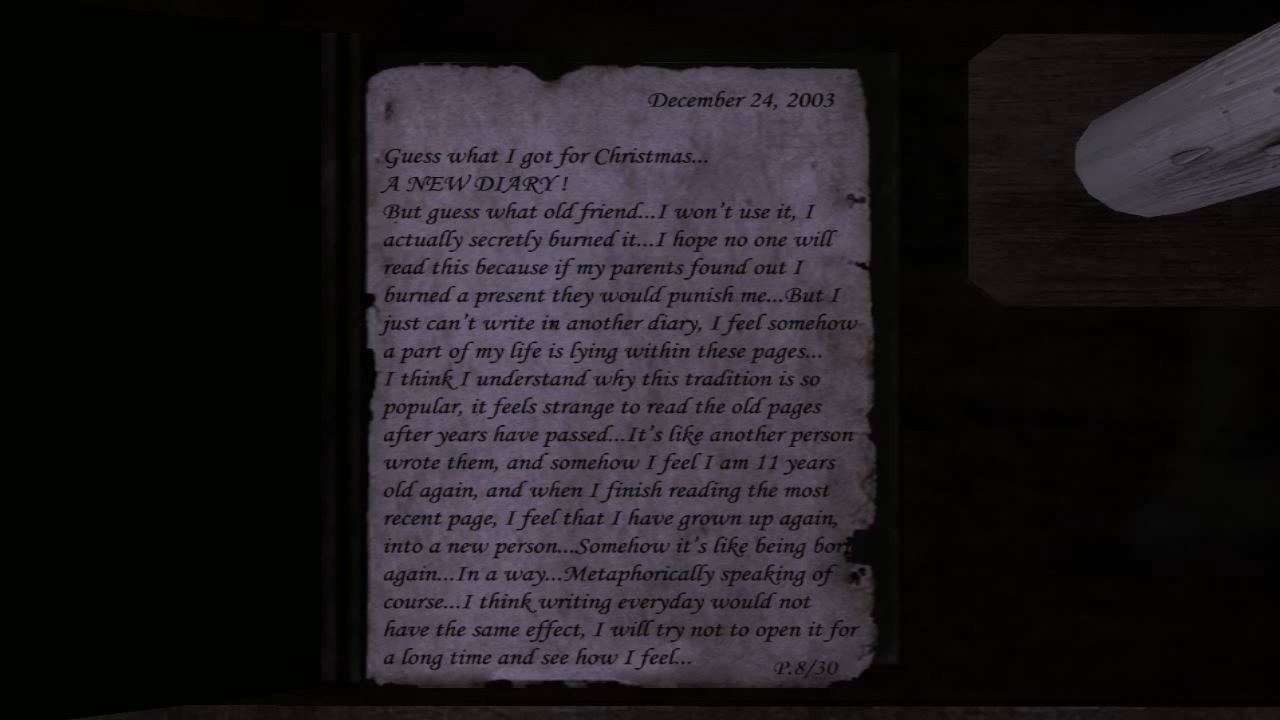 December 24, 2003
Guess what I got for Christmas...
A NEW DIARY !
But guess what old friend...I won't use it, I
actually secretly burned it...I hope no one will
read this because if my parents found out I
burned a present they would punish me...But I
just can't write in another diary, I feel somehow
a part of my life is lying within these pages...
I think I understand why this tradition is so
popular, it feels strange to read the old pages
after years have passed...It's like another person
wrote them, and somehow I feel I am 11 years
old again, and when I finish reading the most
recent page, I feel that I have grown up again,
into a new person...Somehow it's like being born
again...In a way...Metaphorically speaking of
course...I think writing everyday would not
have the same effect, I will try not to open it for
a long time and see how I feel...
P.8/30